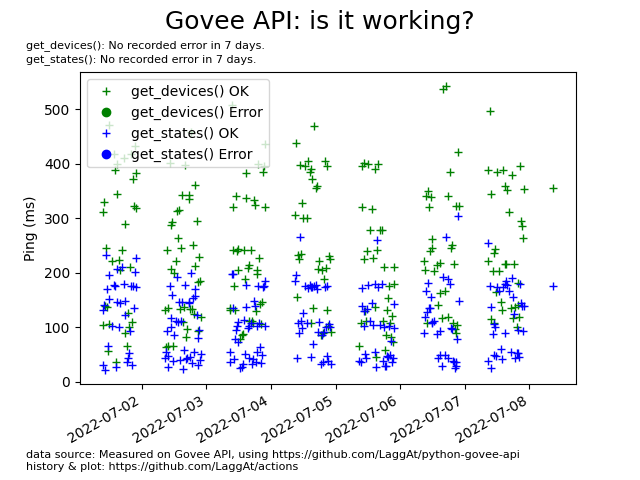 Govee API: is it working?
get_devices(): No recorded error in 7 days.
get_states(): No recorded error in 7 days.
get_devices() OK
get_devices() Error
get_states() OK
get_states() Error
Ping (ms)
500
400
300
200
100
0
2022-07-02
2022-07-03
2022-07-04
2022-07-05
2022-07-06
2022-07-07
2022-07-08
data source: Measured on Govee API, using https://github.com/LaggAt/python-govee-api
history & plot: https://github.com/LaggAt/actions